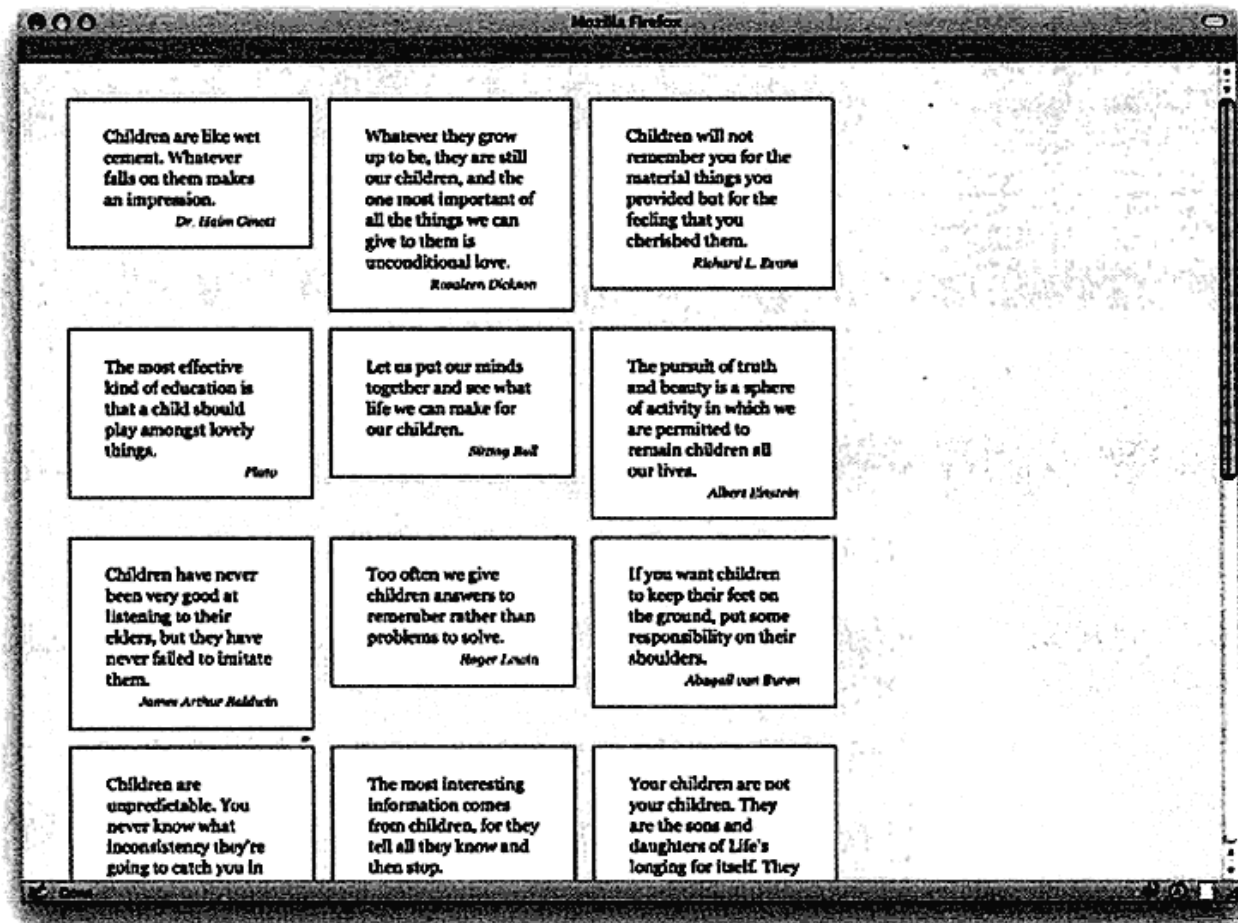 Mozilla Firefox
Children are like wet
cement. Whatever
falls on them makes
an impression.
Dr. Haim Ginott
Whatever they grow
up to be, they are still
our children, and the
one most important of
all the things we can
give to them is
unconditional love.
Rosaleen Dickson
Children will not
remember you for the
material things you
provided but for the
feeling that you
cherished them.
Richard L. Evans
The most effective
kind of education is
that a child should
play amongst lovely
things.
Plato
Let us put our minds
together and see what
life we can make for
our children.
Sitting Bull
The pursuit of truth
and beauty is a sphere
of activity in which we
are permitted to
remain children all
our lives.
Albert Einstein
Children have never
been very good at
listening to their
elders, but they have
never failed to imitate
them.
James Arthur Baldwin
Too often we give
children answers to
remember rather than
problems to solve.
Roger Lewin
If you want children
to keep their feet on
the ground, put some
responsibility on their
shoulders.
Abagail van Buren
Children are
unpredictable. You
never know what
inconsistency they're
going to catch you in
The most interesting
information comes
from children, for they
tell all they know and
then stop.
Your children are not
your children. They
are the sons and
daughters of Life's
longing for itself. They
Done